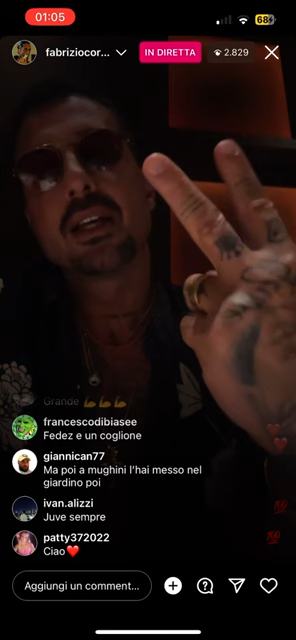 01:05
68
fabriziocor...
IN DIRETTA
2.829
Grande 💪💪💪
francescodibiasee
Fedez e un coglione
giannican77
Ma poi a mughini l'hai messo nel
giardino poi
ivan.alizzi
Juve sempre
patty372022
Ciao❤️
💯
💯
Aggiungi un comment...